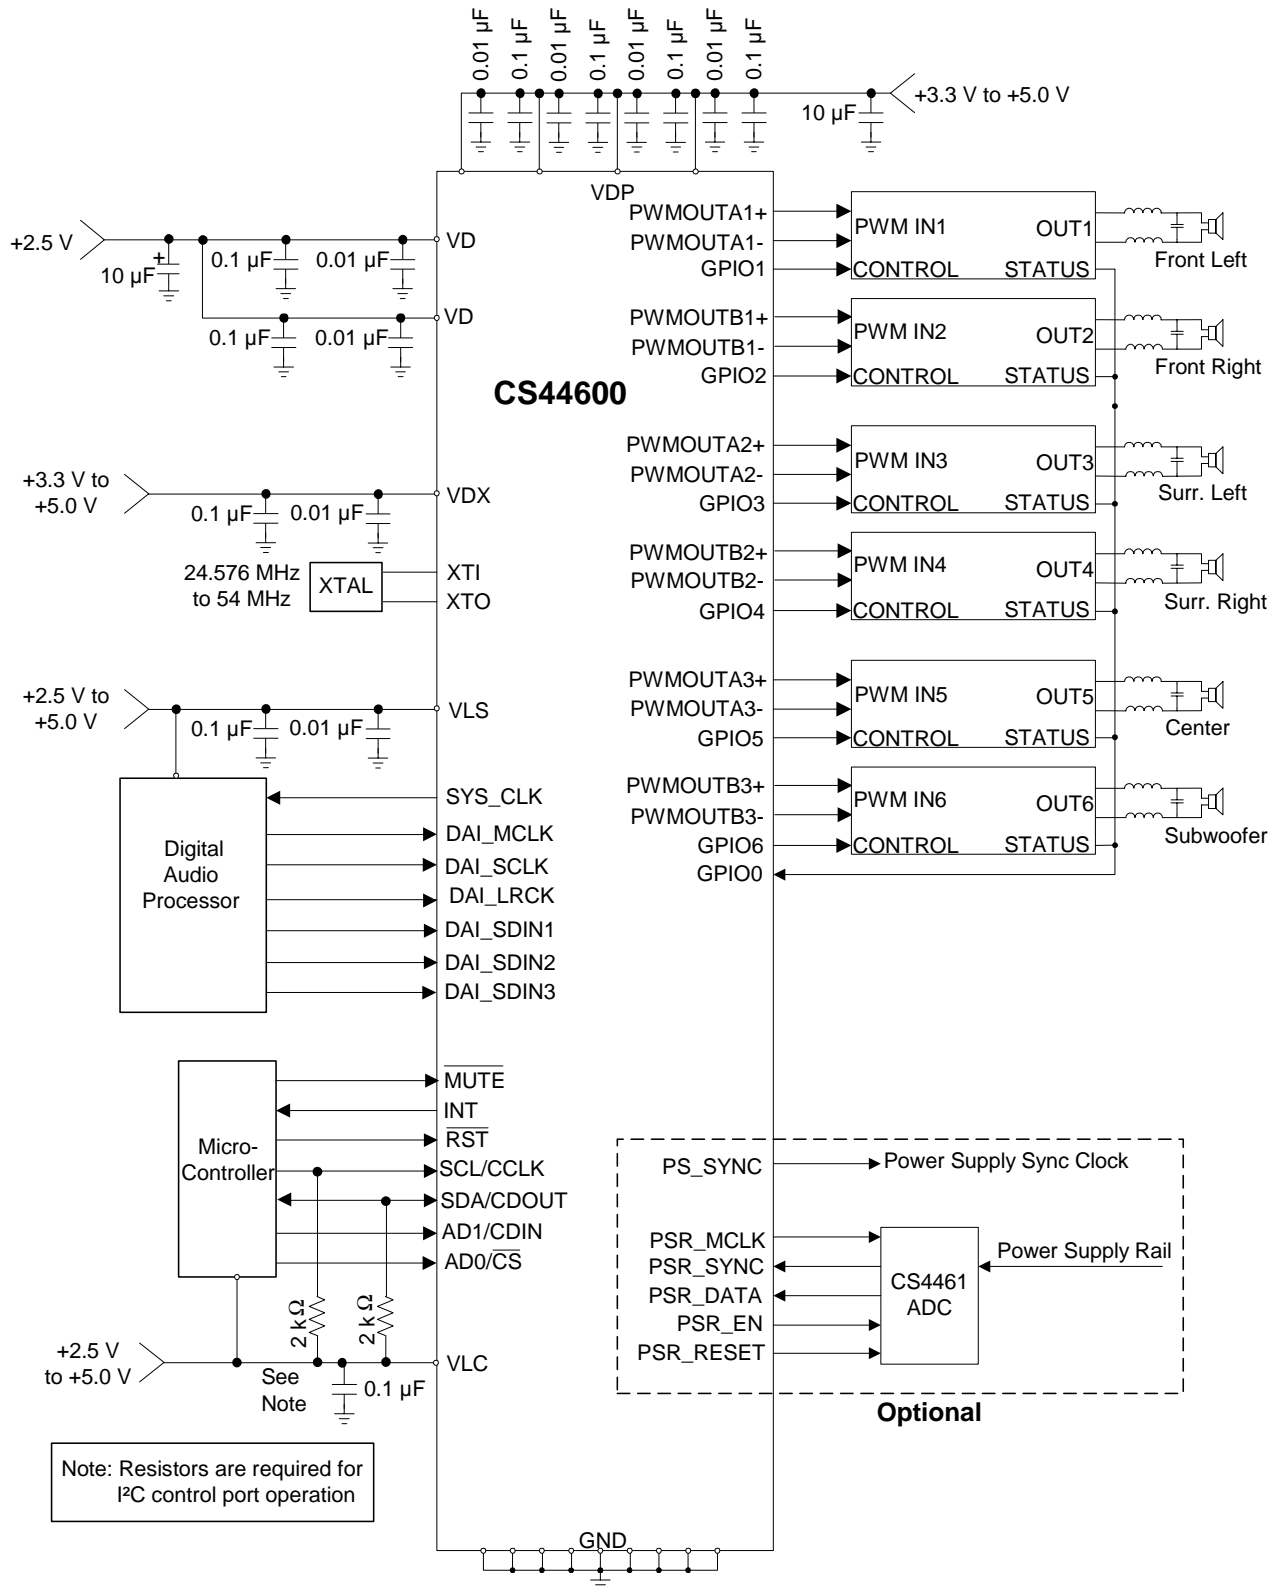 0.01 µF
0.1 µF
0.01 µF
0.1 µF
0.01 µF
0.1 µF
0.01 µF
0.1 µF
10 µF
+3.3 V to +5.0 V
VDP
+2.5 V
10 µF
+
0.1 µF
0.01 µF
VD
0.1 µF
0.01 µF
VD
CS44600
+3.3 V to
+5.0 V
0.1 µF
0.01 µF
VDX
24.576 MHz
to 54 MHz
XTAL
XTI
XTO
+2.5 V to
+5.0 V
0.1 µF
0.01 µF
VLS
Digital
Audio
Processor
SYS_CLK
DAI_MCLK
DAI_SCLK
DAI_LRCK
DAI_SDIN1
DAI_SDIN2
DAI_SDIN3
Micro-
Controller
MUTE
INT
RST
SCL/CCLK
SDA/CDOUT
AD1/CDIN
AD0/CS
2 kΩ
2 kΩ
+2.5 V
to +5.0 V
See
Note
0.1 µF
VLC
Note: Resistors are required for
I²C control port operation
PWMOUTA1+
PWMOUTA1-
GPIO1
PWM IN1
OUT1
CONTROL
STATUS
Front Left
PWMOUTB1+
PWMOUTB1-
GPIO2
PWM IN2
OUT2
CONTROL
STATUS
Front Right
PWMOUTA2+
PWMOUTA2-
GPIO3
PWM IN3
OUT3
CONTROL
STATUS
Surr. Left
PWMOUTB2+
PWMOUTB2-
GPIO4
PWM IN4
OUT4
CONTROL
STATUS
Surr. Right
PWMOUTA3+
PWMOUTA3-
GPIO5
PWM IN5
OUT5
CONTROL
STATUS
Center
PWMOUTB3+
PWMOUTB3-
GPIO6
PWM IN6
OUT6
CONTROL
STATUS
Subwoofer
GPIO0
PS_SYNC
Power Supply Sync Clock
PSR_MCLK
PSR_SYNC
PSR_DATA
PSR_EN
PSR_RESET
CS4461
ADC
Power Supply Rail
Optional
GND